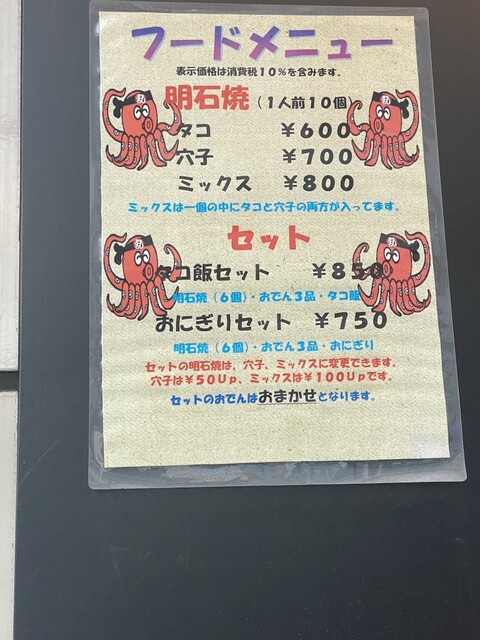 フードメニュー
表示価格は消費税10%を含みます。
明石焼(1人前10個)
タコ ¥600
穴子 ¥700
ミックス ¥800
ミックスは一個の中にタコと穴子の両方が入ってます。
セット
タコ飯セット ¥850
明石焼(6個)・おでん3品・タコ飯
おにぎりセット ¥750
明石焼(6個)・おでん3品・おにぎり
セットの明石焼は、穴子、ミックスに変更できます。
穴子は¥50Up、ミックスは¥100Upです。
セットのおでんはおまかせとなります。